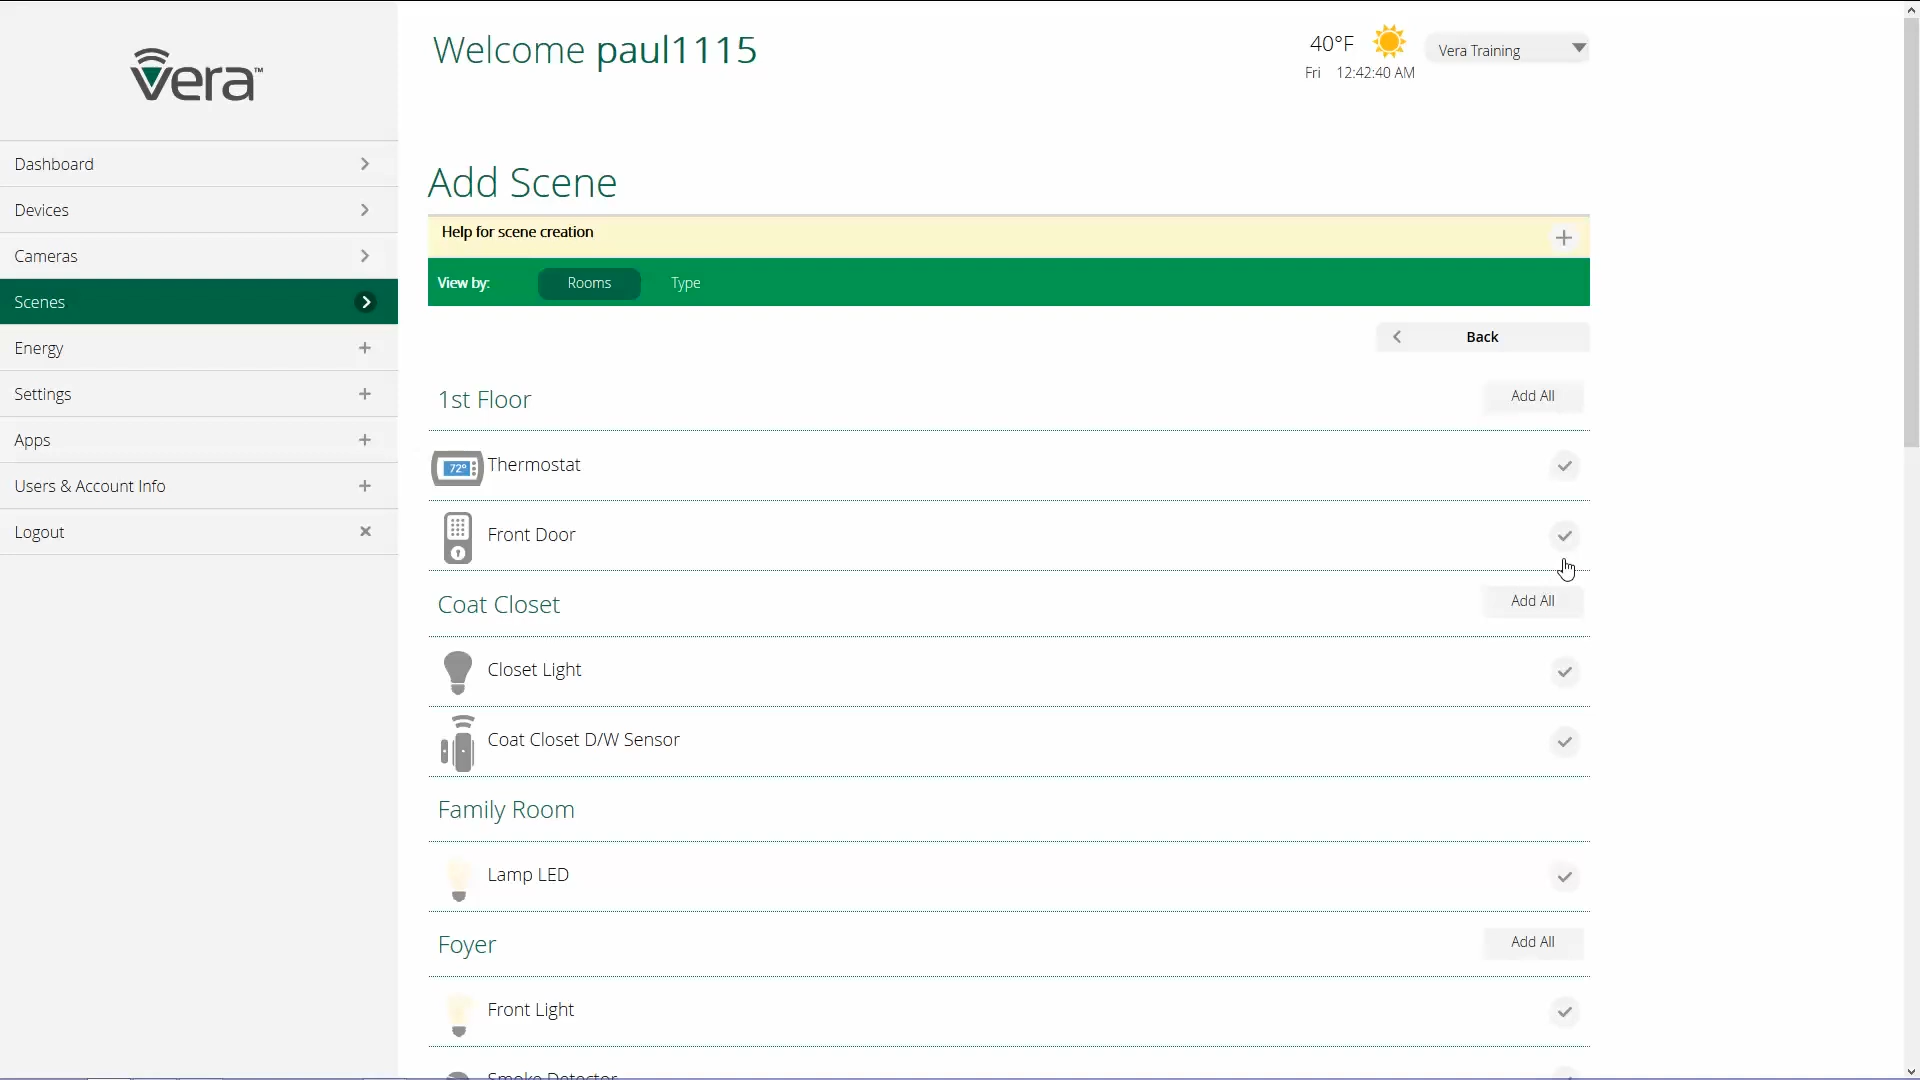 vera™
Dashboard
Devices
Cameras
Scenes
Energy
Settings
Apps
Users & Account Info
Logout
Welcome paul1115
40°F
Fri 12:42:40 AM
Vera Training
Add Scene
Help for scene creation
View by: Rooms Type
Back
1st Floor Add All
72°
Thermostat
Front Door
Coat Closet Add All
Closet Light
Coat Closet D/W Sensor
Family Room
Lamp LED
Foyer Add All
Front Light
Smoke Detector